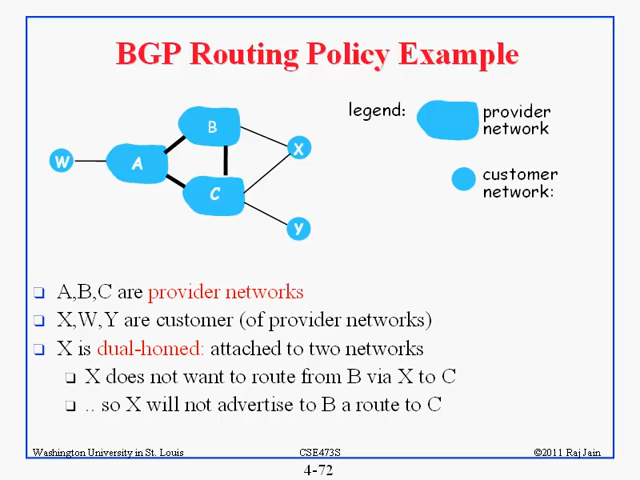 BGP Routing Policy Example
legend:
provider
network
B
W
A
X
C
customer
network:
Y
❑ A,B,C are provider networks
❑ X,W,Y are customer (of provider networks)
❑ X is dual-homed: attached to two networks
❑ X does not want to route from B via X to C
❑ .. so X will not advertise to B a route to C
Washington University in St. Louis
CSE473S
©2011 Raj Jain
4-72